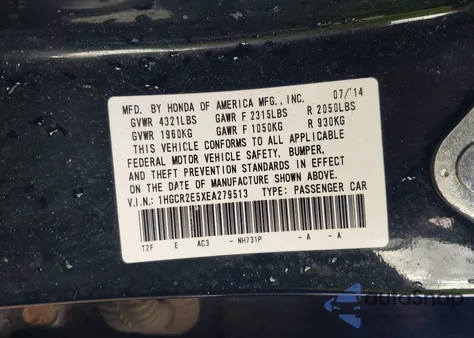 MFD. BY HONDA OF AMERICA MFG., INC. 07/'14
GVWR 4321LBS GAWR F 2315LBS R 2050LBS
GVWR 1960KG GAWR F 1050KG R 930KG
THIS VEHICLE CONFORMS TO ALL APPLICABLE
FEDERAL MOTOR VEHICLE SAFETY, BUMPER,
AND THEFT PREVENTION STANDARDS IN EFFECT
ON THE DATE OF MANUFACTURE SHOWN ABOVE.
V.I.N.: 1HGCR2E5XEA279513 TYPE: PASSENGER CAR
T2F E AC3 - NH731P - A - A
autoShop